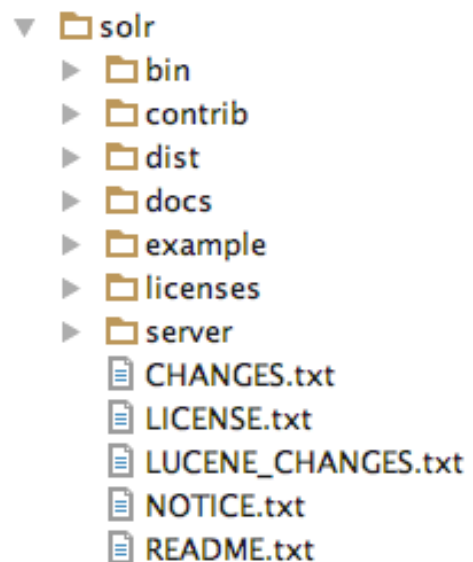 solr
bin
contrib
dist
docs
example
licenses
server
CHANGES.txt
LICENSE.txt
LUCENE_CHANGES.txt
NOTICE.txt
README.txt